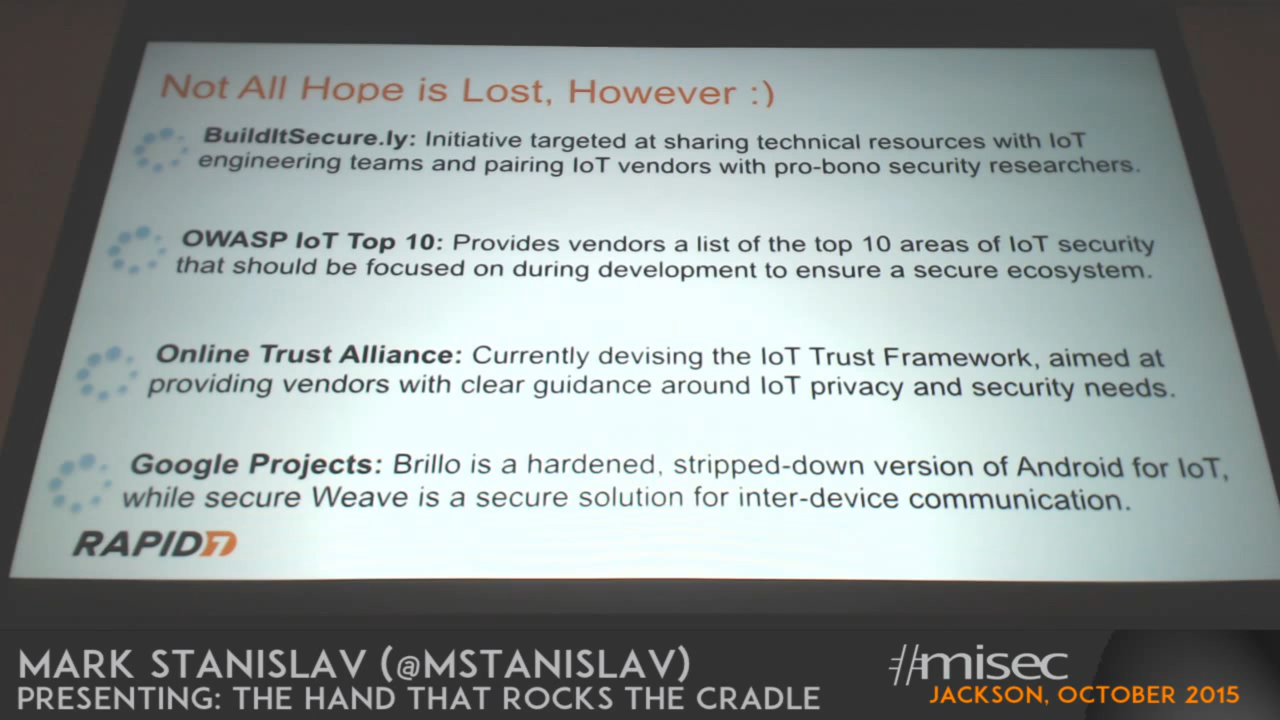 Not All Hope is Lost, However :)
BuildItSecure.ly: Initiative targeted at sharing technical resources with IoT
engineering teams and pairing IoT vendors with pro-bono security researchers.
OWASP IoT Top 10: Provides vendors a list of the top 10 areas of IoT security
that should be focused on during development to ensure a secure ecosystem.
Online Trust Alliance: Currently devising the IoT Trust Framework, aimed at
providing vendors with clear guidance around IoT privacy and security needs.
Google Projects: Brillo is a hardened, stripped-down version of Android for IoT,
while secure Weave is a secure solution for inter-device communication.
RAPID7
MARK STANISLAV (@MSTANISLAV)
PRESENTING: THE HAND THAT ROCKS THE CRADLE
#misec
JACKSON, OCTOBER 2015